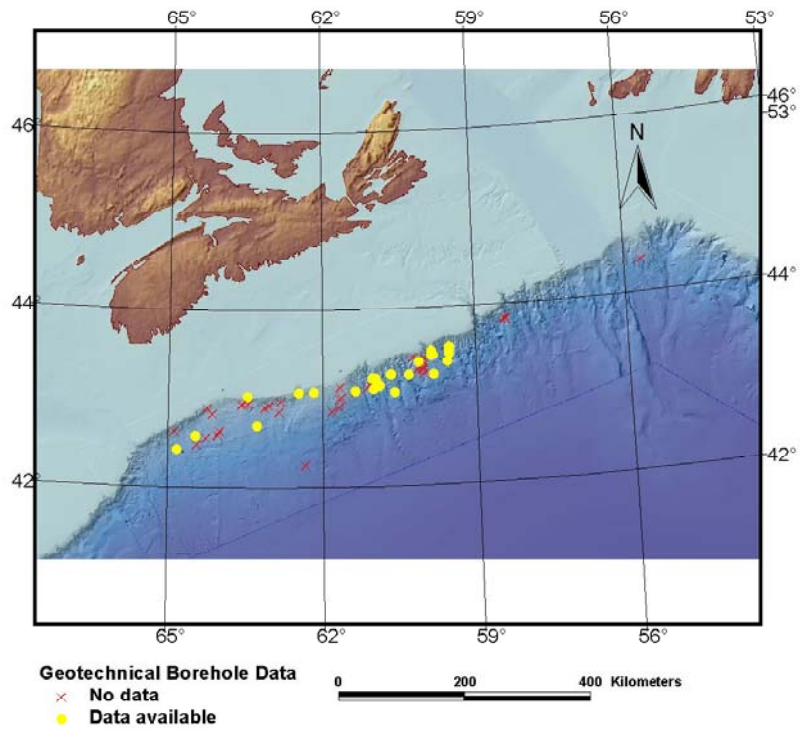 65° 62° 59° 56° 53°
46°
53°
46°
N
44°
44°
42°
42°
65° 62° 59° 56°
Geotechnical Borehole Data
No data
Data available
0 200 400 Kilometers